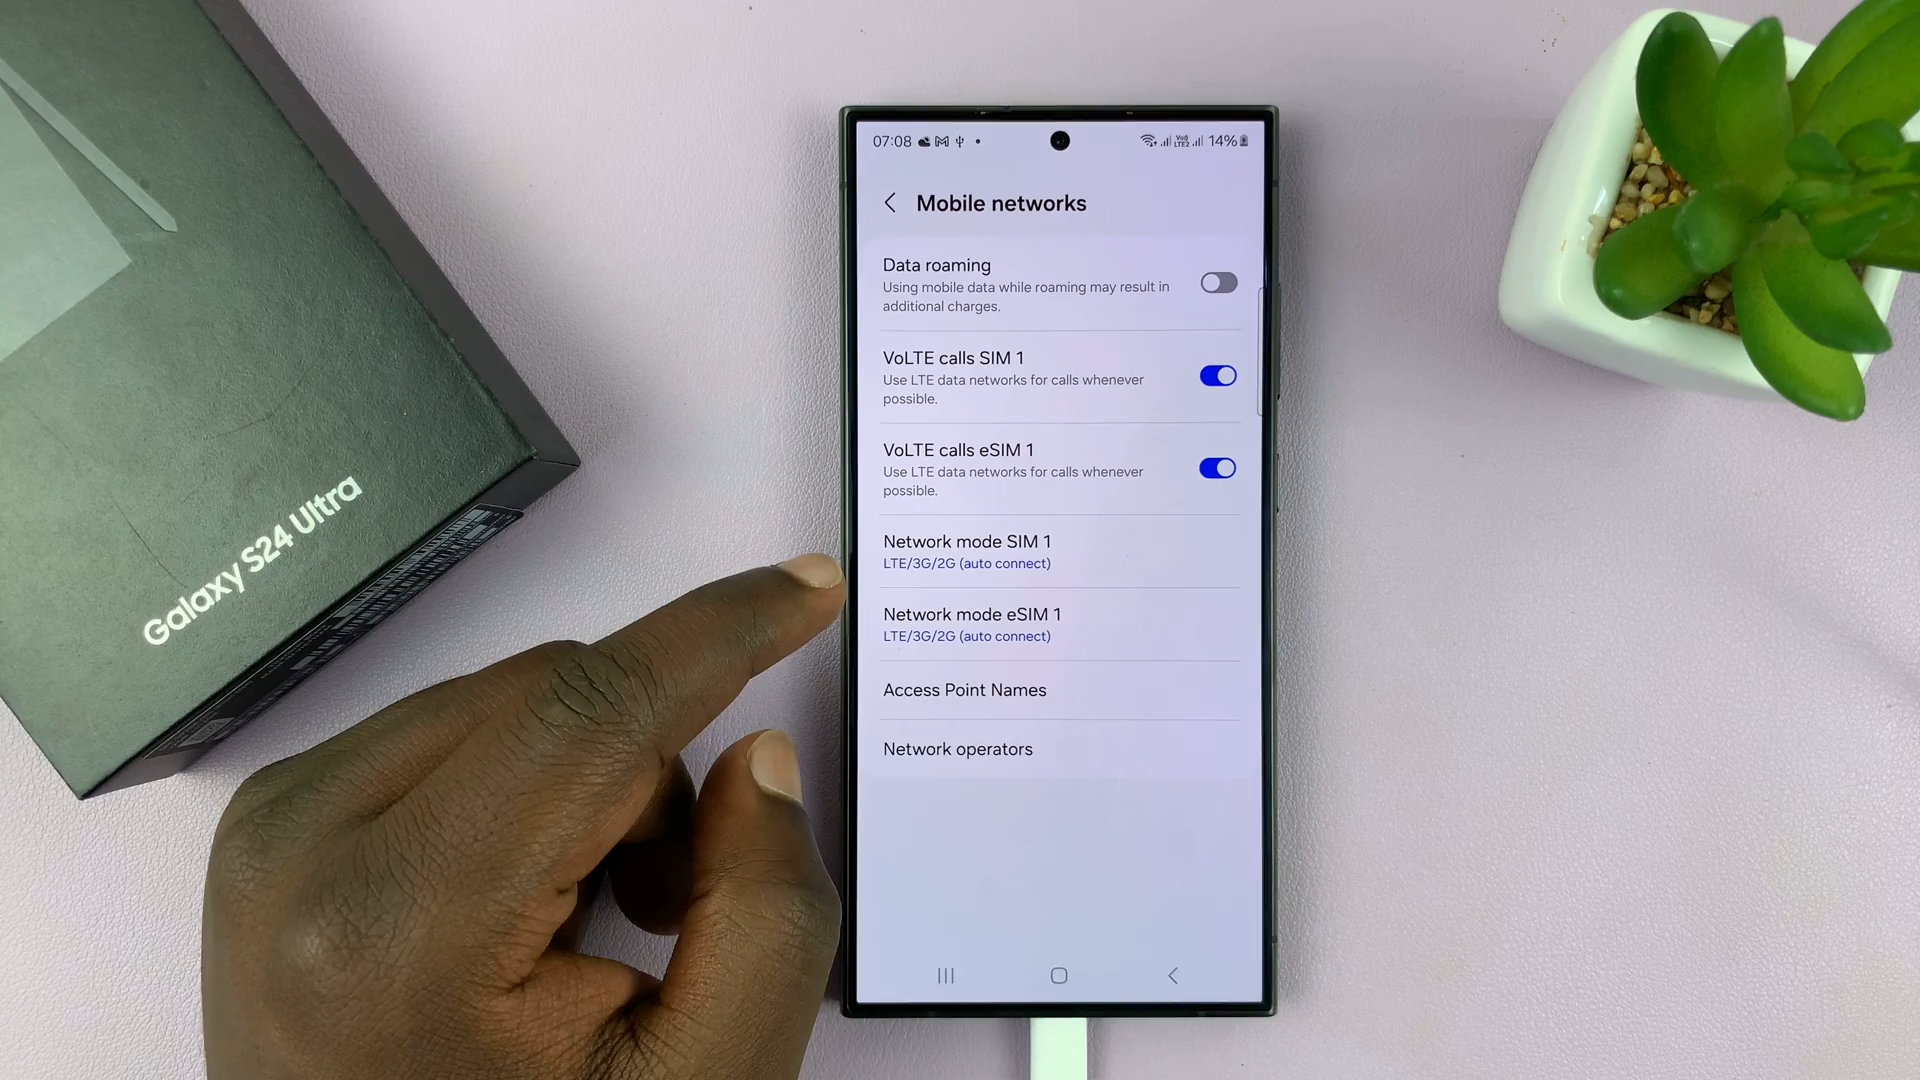 Galaxy S24 Ultra
07:08
14%
Mobile networks
Data roaming
Using mobile data while roaming may result in
additional charges.
VoLTE calls SIM 1
Use LTE data networks for calls whenever
possible.
VoLTE calls eSIM 1
Use LTE data networks for calls whenever
possible.
Network mode SIM 1
LTE/3G/2G (auto connect)
Network mode eSIM 1
LTE/3G/2G (auto connect)
Access Point Names
Network operators